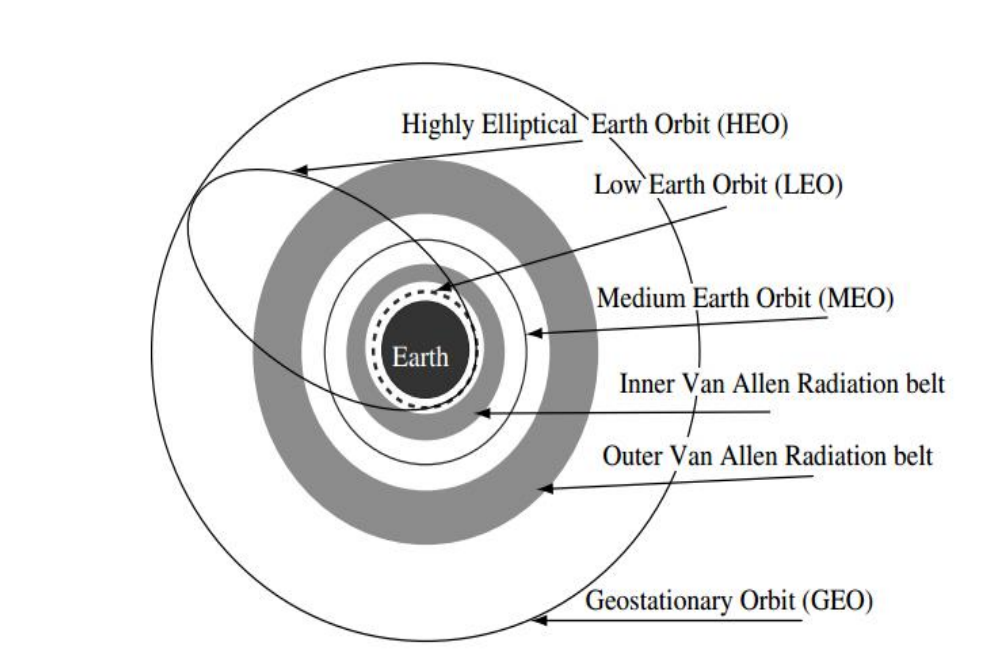 Highly Elliptical Earth Orbit (HEO)
Low Earth Orbit (LEO)
Medium Earth Orbit (MEO)
Earth
Inner Van Allen Radiation belt
Outer Van Allen Radiation belt
Geostationary Orbit (GEO)